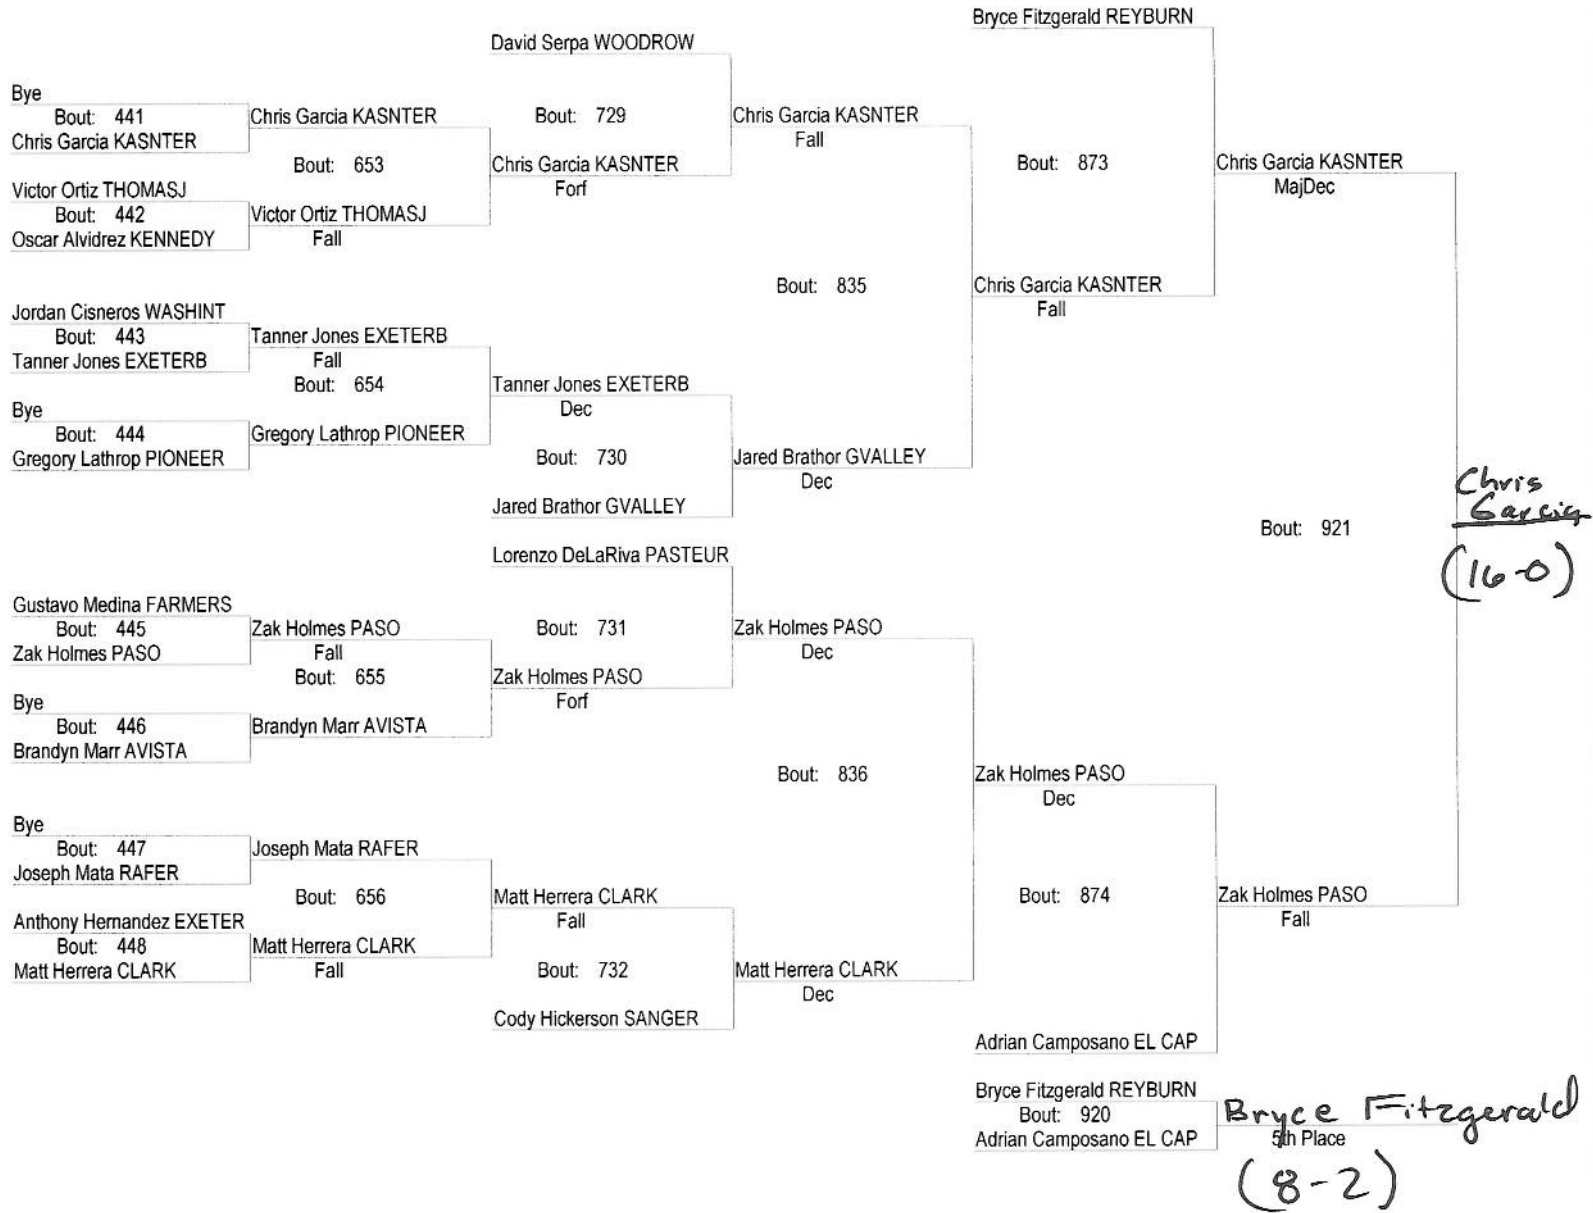 Bryce Fitzgerald REYBURN
David Serpa WOODROW
Bye
Bout: 441
Chris Garcia KASNTER
Chris Garcia KASNTER
Bout: 729
Chris Garcia KASNTER
Fall
Bout: 653
Chris Garcia KASNTER
Forf
Bout: 873
Chris Garcia KASNTER
MajDec
Victor Ortiz THOMASJ
Bout: 442
Oscar Alvidrez KENNEDY
Victor Ortiz THOMASJ
Fall
Bout: 835
Chris Garcia KASNTER
Fall
Jordan Cisneros WASHINT
Bout: 443
Tanner Jones EXETERB
Tanner Jones EXETERB
Fall
Bout: 654
Tanner Jones EXETERB
Dec
Bye
Bout: 444
Gregory Lathrop PIONEER
Gregory Lathrop PIONEER
Bout: 730
Jared Brathor GVALLEY
Dec
Jared Brathor GVALLEY
Chris
Garcia
Bout: 921
(16-0)
Lorenzo DeLaRiva PASTEUR
Gustavo Medina FARMERS
Bout: 445
Zak Holmes PASO
Zak Holmes PASO
Fall
Bout: 731
Zak Holmes PASO
Dec
Bout: 655
Zak Holmes PASO
Forf
Bye
Bout: 446
Brandyn Marr AVISTA
Brandyn Marr AVISTA
Bout: 836
Zak Holmes PASO
Dec
Bye
Bout: 447
Joseph Mata RAFER
Joseph Mata RAFER
Bout: 656
Matt Herrera CLARK
Fall
Bout: 874
Zak Holmes PASO
Fall
Anthony Hernandez EXETER
Bout: 448
Matt Herrera CLARK
Matt Herrera CLARK
Fall
Bout: 732
Matt Herrera CLARK
Dec
Cody Hickerson SANGER
Adrian Camposano EL CAP
Bryce Fitzgerald REYBURN
Bout: 920
Adrian Camposano EL CAP
Bryce Fitzgerald
5th Place
(8-2)